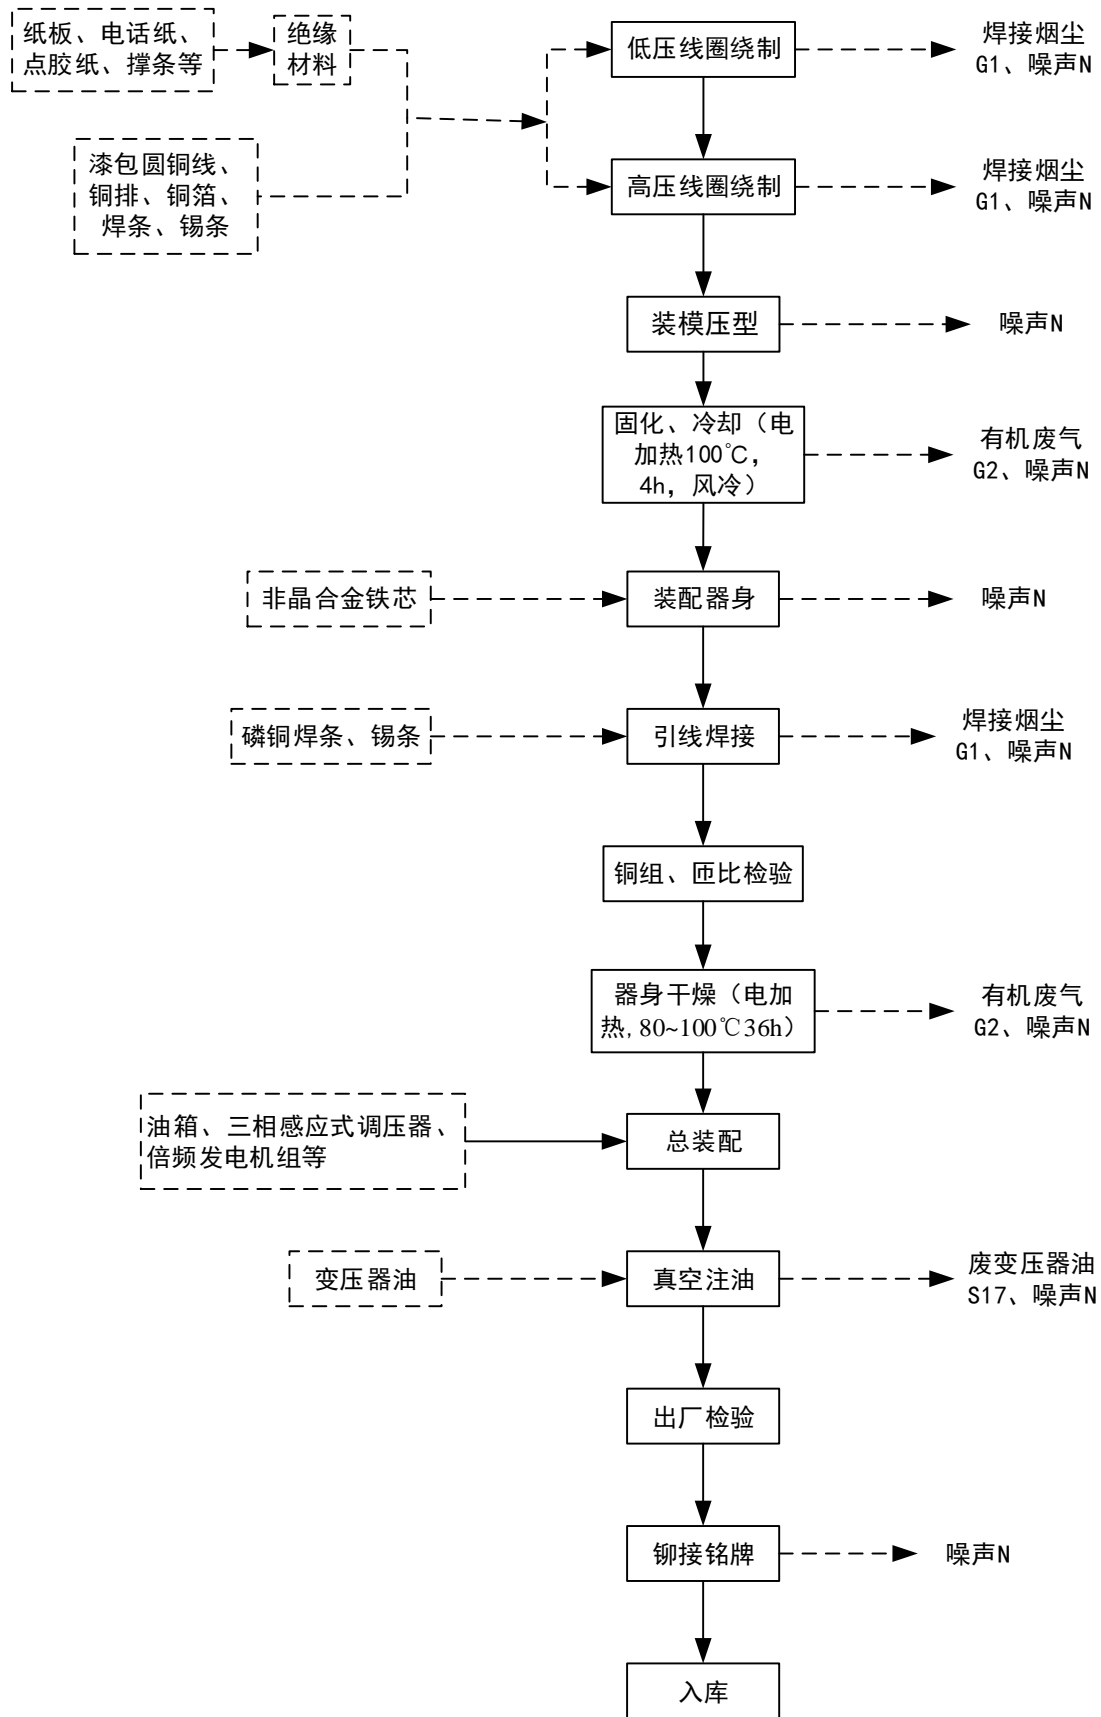 纸板、电话纸、
点胶纸、撑条等
绝缘
材料
低压线圈绕制
焊接烟尘
G1、噪声N
漆包圆铜线、
铜排、铜箔、
焊条、锡条
高压线圈绕制
焊接烟尘
G1、噪声N
装模压型
噪声N
固化、冷却（电
加热100℃，
4h，风冷）
有机废气
G2、噪声N
非晶合金铁芯
装配器身
噪声N
磷铜焊条、锡条
引线焊接
焊接烟尘
G1、噪声N
铜组、匝比检验
器身干燥（电加
热,80~100℃36h）
有机废气
G2、噪声N
油箱、三相感应式调压器、
倍频发电机组等
总装配
变压器油
真空注油
废变压器油
S17、噪声N
出厂检验
铆接铭牌
噪声N
入库